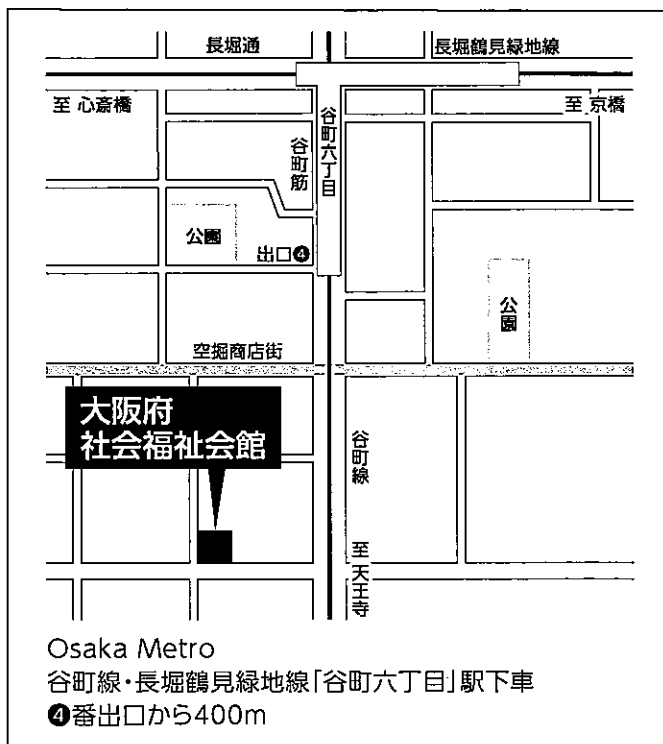 長堀通
長堀鶴見緑地線
至 心斎橋
至 京橋
谷町筋
谷町六丁目
公園
出口❹
公園
空掘商店街
大阪府
社会福祉会館
谷町線
至 天王寺
Osaka Metro
谷町線・長堀鶴見緑地線「谷町六丁目」駅下車
❹番出口から400m